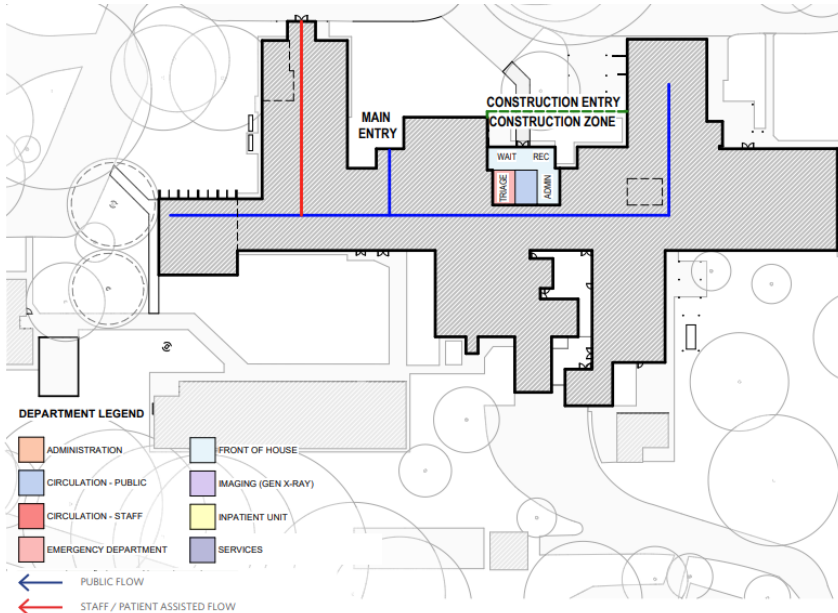 CONSTRUCTION ENTRY
MAIN
ENTRY
CONSTRUCTION ZONE
WAIT REC
TRIAGE
ADMIN
DEPARTMENT LEGEND
ADMINISTRATION
FRONT OF HOUSE
CIRCULATION - PUBLIC
IMAGING (GEN X-RAY)
CIRCULATION - STAFF
INPATIENT UNIT
EMERGENCY DEPARTMENT
SERVICES
PUBLIC FLOW
STAFF / PATIENT ASSISTED FLOW